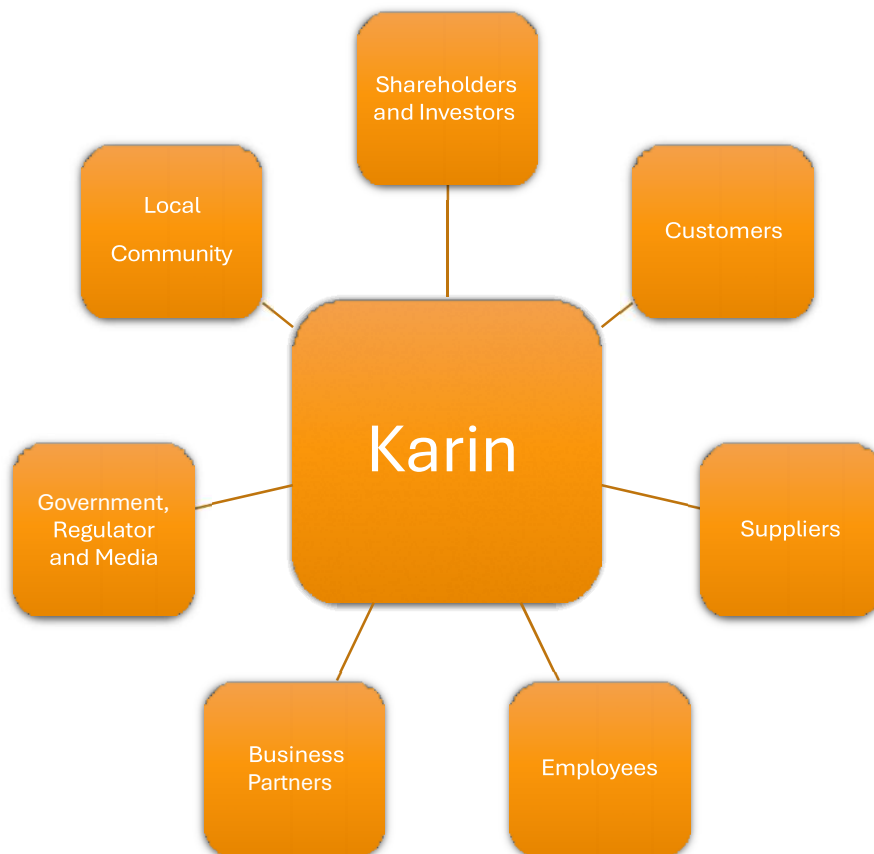 Shareholders
and Investors
Local
Community
Customers
Karin
Government,
Regulator
and Media
Suppliers
Business
Partners
Employees